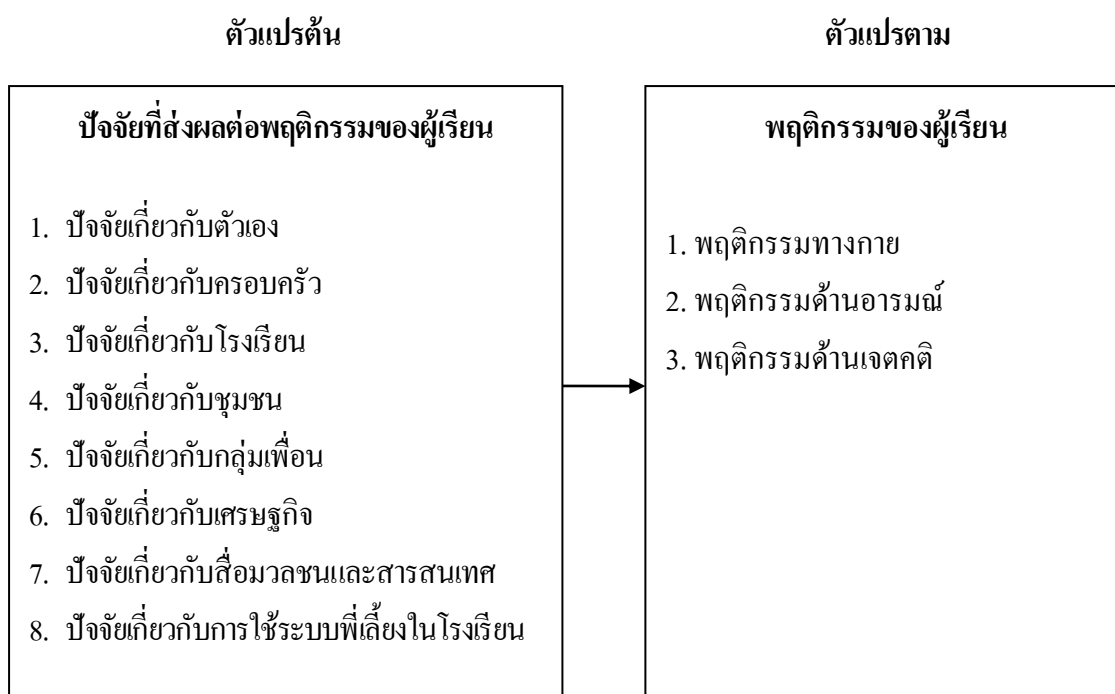 ตัวแปรต้น
ปัจจัยที่ส่งผลต่อพฤติกรรมของผู้เรียน
1. ปัจจัยเกี่ยวกับตัวเอง
2. ปัจจัยเกี่ยวกับครอบครัว
3. ปัจจัยเกี่ยวกับโรงเรียน
4. ปัจจัยเกี่ยวกับชุมชน
5. ปัจจัยเกี่ยวกับกลุ่มเพื่อน
6. ปัจจัยเกี่ยวกับเศรษฐกิจ
7. ปัจจัยเกี่ยวกับสื่อมวลชนและสารสนเทศ
8. ปัจจัยเกี่ยวกับการใช้ระบบพี่เลี้ยงในโรงเรียน
ตัวแปรตาม
พฤติกรรมของผู้เรียน
1. พฤติกรรมทางกาย
2. พฤติกรรมด้านอารมณ์
3. พฤติกรรมด้านเจตคติ